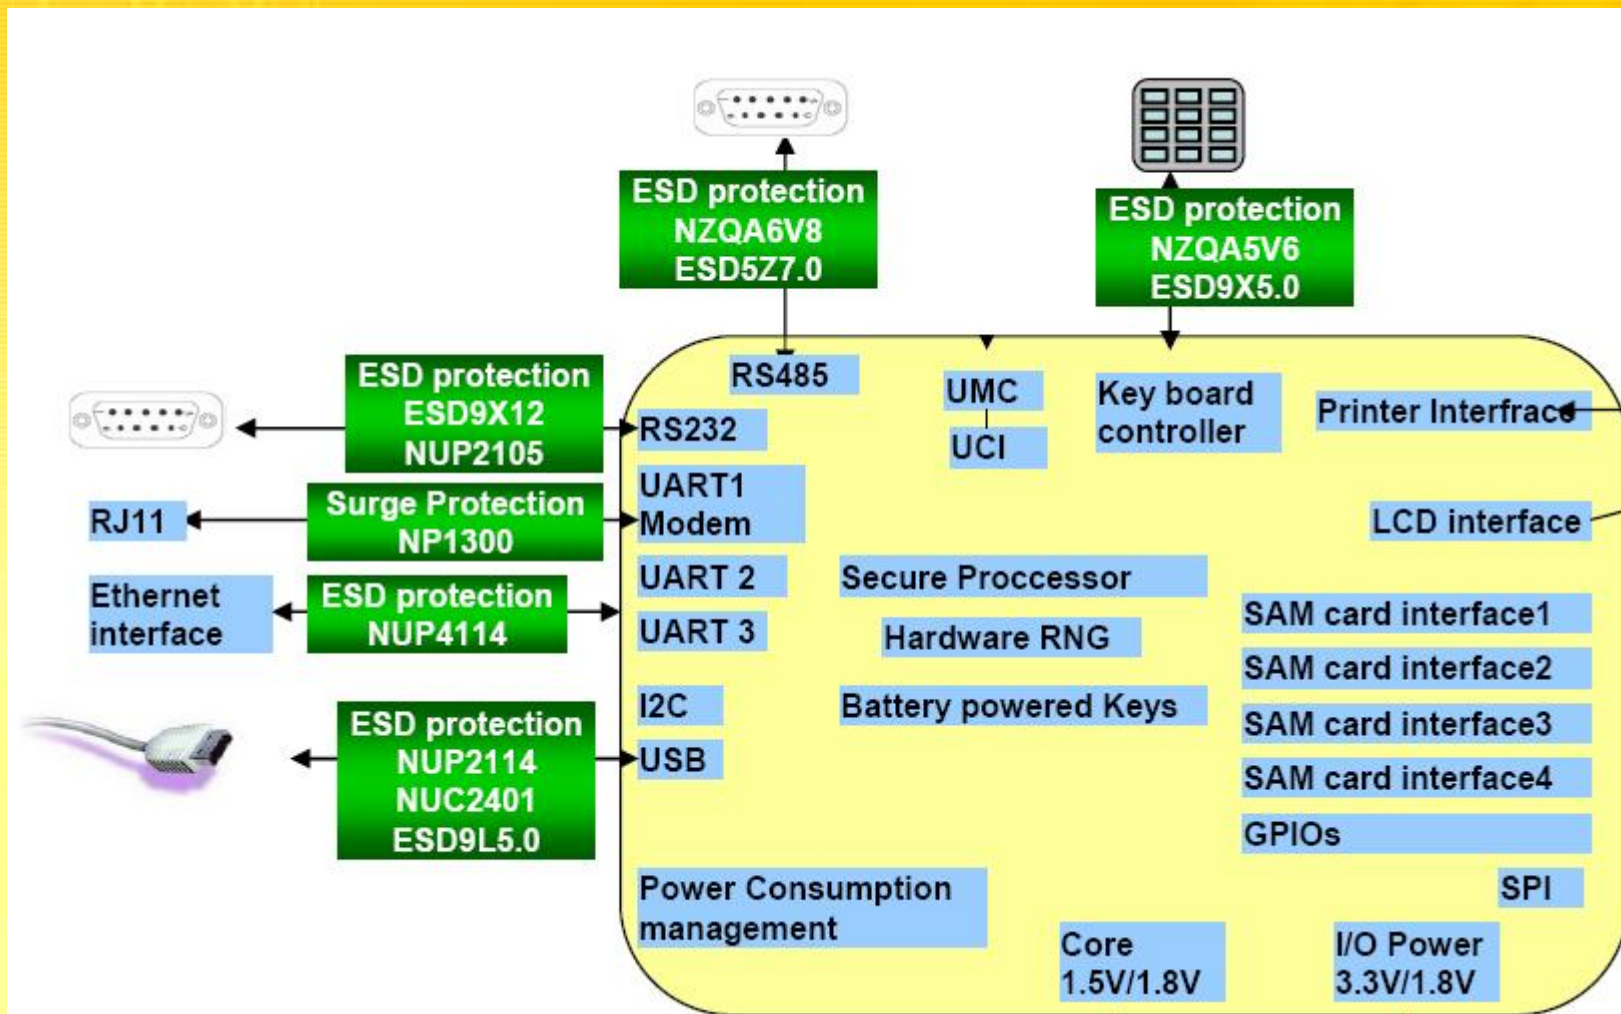 ESD protection
NZQA6V8
ESD5Z7.0
ESD protection
NZQA5V6
ESD9X5.0
ESD protection
ESD9X12
NUP2105
RS485
UMC
UCI
Key board
controller
Printer Interfrace
RS232
RJ11
Surge Protection
NP1300
UART1
Modem
LCD interface
Ethernet
interface
ESD protection
NUP4114
UART 2
UART 3
Secure Proccessor
Hardware RNG
Battery powered Keys
SAM card interface1
SAM card interface2
SAM card interface3
SAM card interface4
GPIOs
SPI
I2C
USB
ESD protection
NUP2114
NUC2401
ESD9L5.0
Power Consumption
management
Core
1.5V/1.8V
I/O Power
3.3V/1.8V